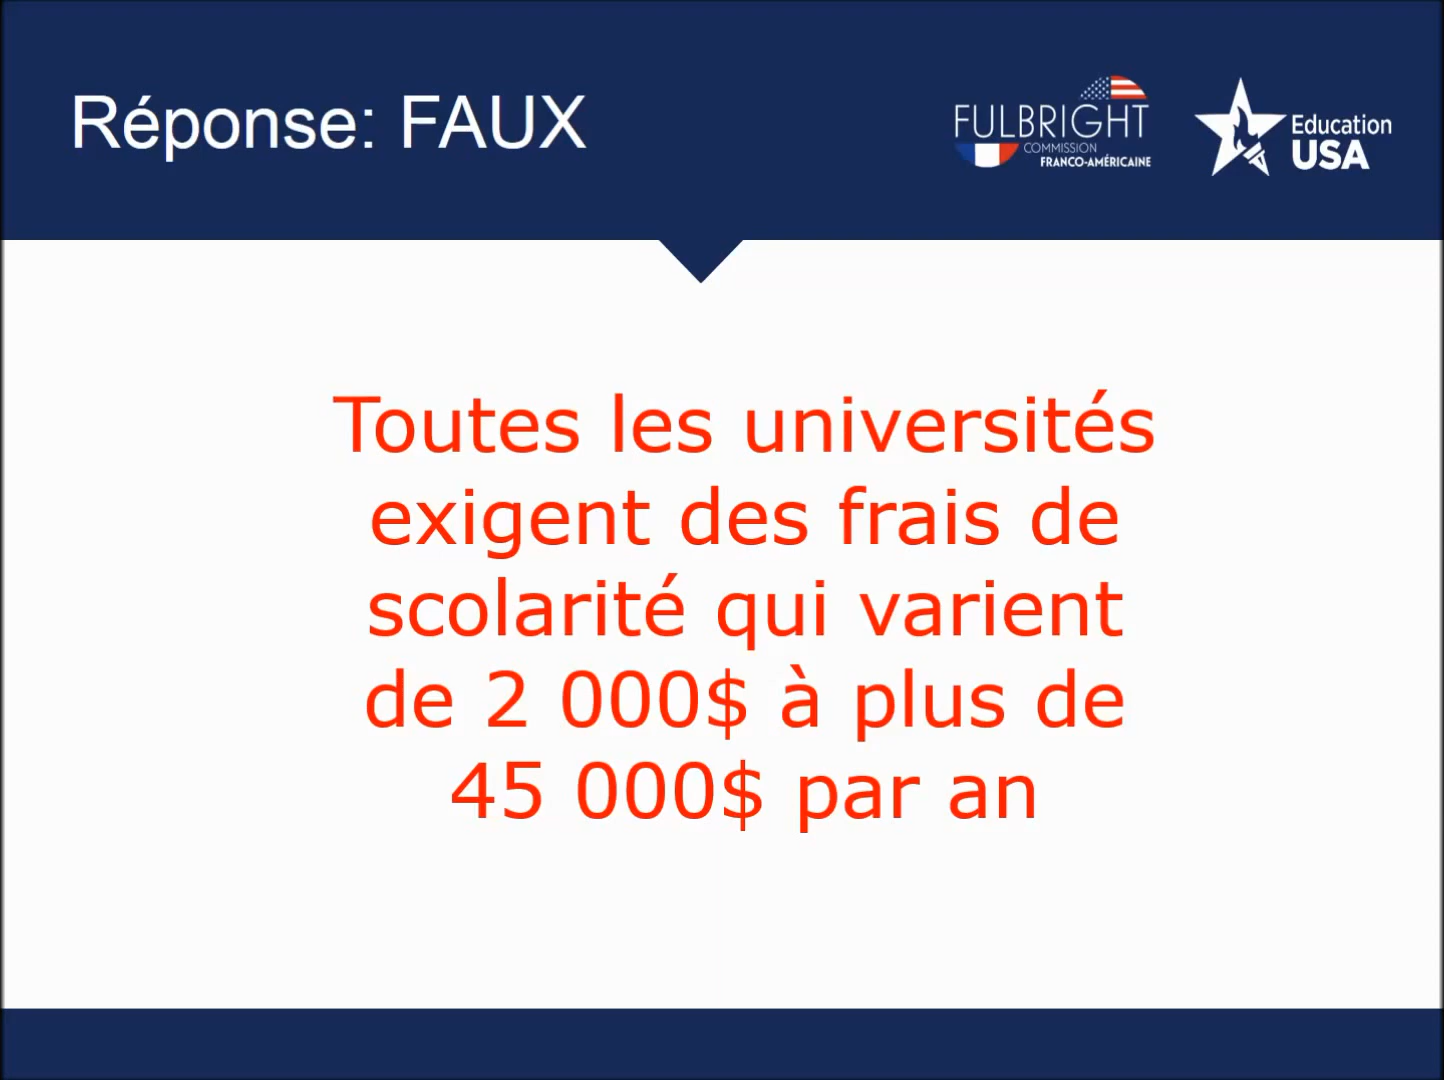 Réponse: FAUX
FULBRIGHT
COMMISSION
FRANCO-AMÉRICAINE
Education
USA
Toutes les universités
exigent des frais de
scolarité qui varient
de 2 000$ à plus de
45 000$ par an